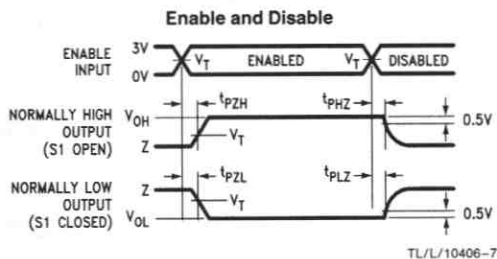 Enable and Disable
ENABLE INPUT
3V
0V
VT
ENABLED
VT
DISABLED
NORMALLY HIGH
OUTPUT
(S1 OPEN)
VOH
Z
tPZH
VT
tPHZ
0.5V
NORMALLY LOW
OUTPUT
(S1 CLOSED)
Z
VOL
tPZL
VT
tPLZ
0.5V
TL/L/10406-7